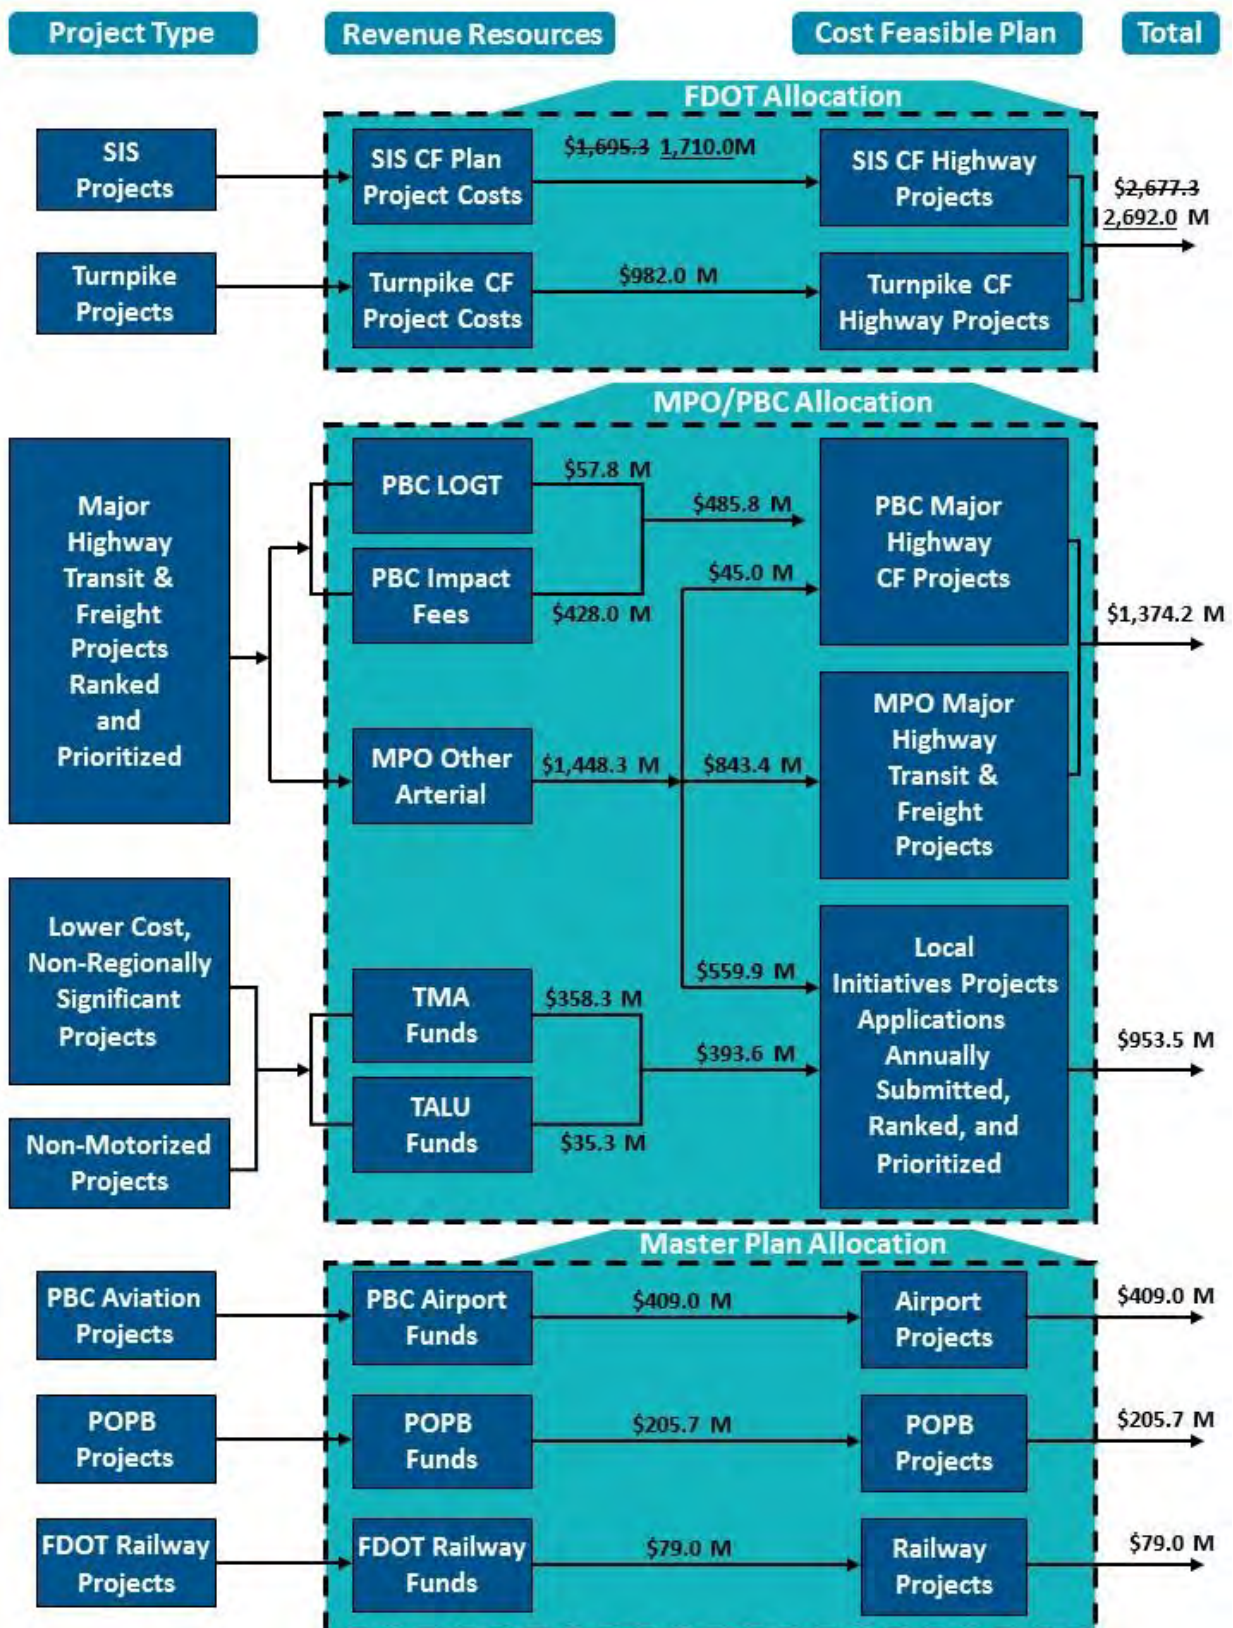 Project Type
Revenue Resources
Cost Feasible Plan
Total
FDOT Allocation
SIS
Projects
SIS CF Plan
Project Costs
$1,695.3 1,710.0M
SIS CF Highway
Projects
$2,677.3
2,692.0 M
Turnpike
Projects
Turnpike CF
Project Costs
$982.0 M
Turnpike CF
Highway Projects
MPO/PBC Allocation
Major
Highway
Transit &
Freight
Projects
Ranked
and
Prioritized
PBC LOGT
$57.8 M
PBC Impact
Fees
$428.0 M
$485.8 M
$45.0 M
PBC Major
Highway
CF Projects
$1,374.2 M
MPO Other
Arterial
$1,448.3 M
$843.4 M
MPO Major
Highway
Transit &
Freight
Projects
Lower Cost,
Non-Regionally
Significant
Projects
Non-Motorized
Projects
TMA
Funds
$358.3 M
TALU
Funds
$35.3 M
$559.9 M
$393.6 M
Local
Initiatives Projects
Applications
Annually
Submitted,
Ranked, and
Prioritized
$953.5 M
Master Plan Allocation
PBC Aviation
Projects
PBC Airport
Funds
$409.0 M
Airport
Projects
$409.0 M
POPB
Projects
POPB
Funds
$205.7 M
POPB
Projects
$205.7 M
FDOT Railway
Projects
FDOT Railway
Funds
$79.0 M
Railway
Projects
$79.0 M